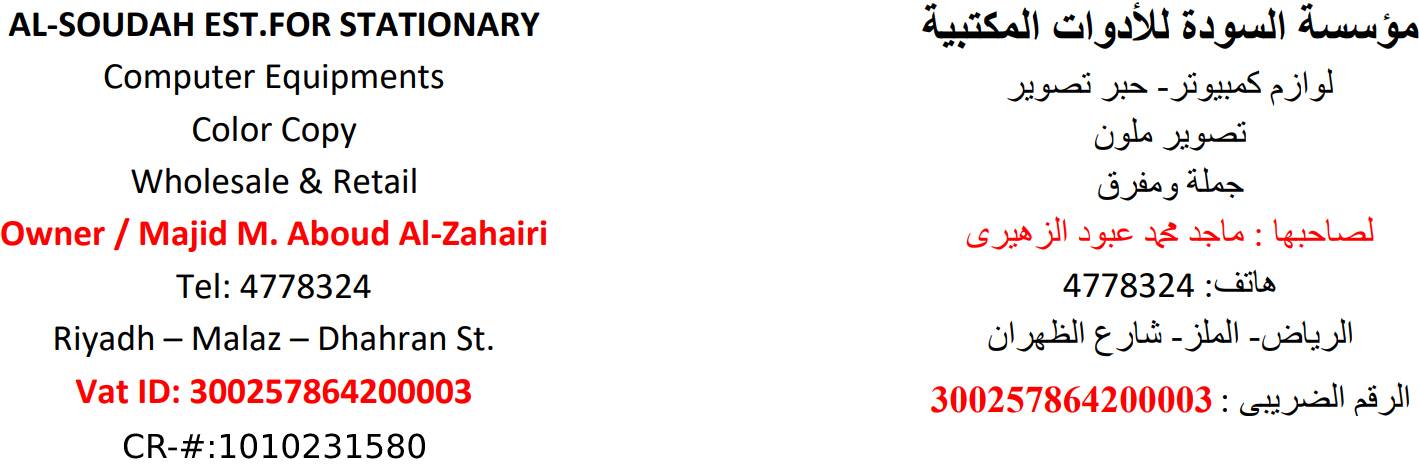 AL-SOUDAH EST.FOR STATIONARY
Computer Equipments
Color Copy
Wholesale & Retail
Owner / Majid M. Aboud Al-Zahairi
Tel: 4778324
Riyadh – Malaz – Dhahran St.
Vat ID: 300257864200003
CR-#:1010231580
مؤسسة السودة للأدوات المكتبية
لوازم كمبيوتر- حبر تصوير
تصوير ملون
جملة ومفرق
لصاحبها : ماجد محمد عبود الزهيرى
هاتف: 4778324
الرياض- الملز- شارع الظهران
الرقم الضريبى : 300257864200003